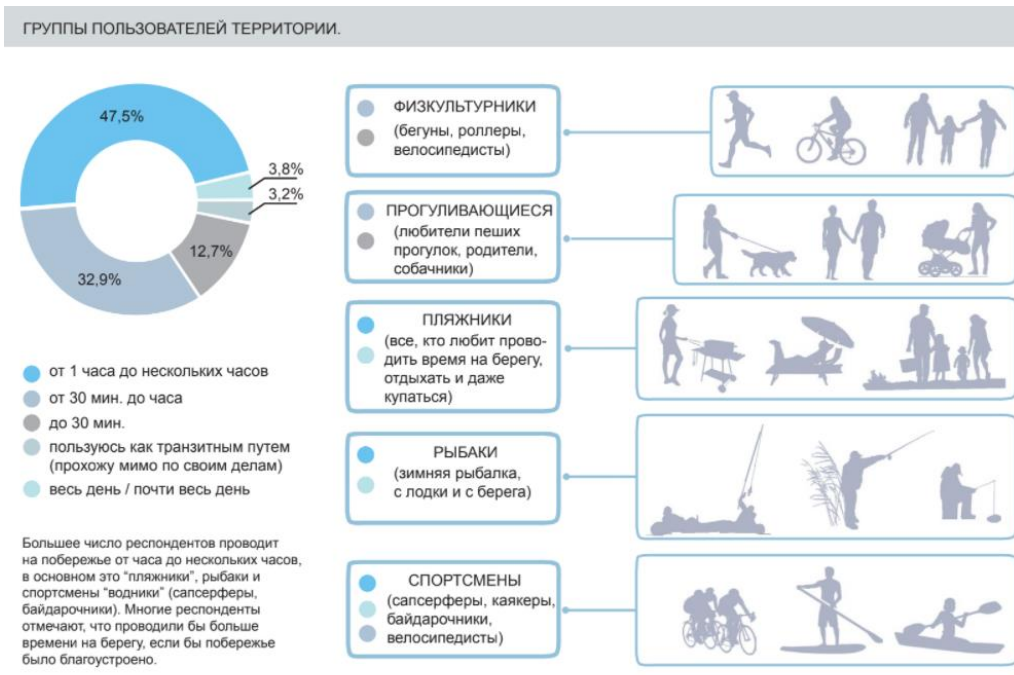 ГРУППЫ ПОЛЬЗОВАТЕЛЕЙ ТЕРРИТОРИИ.
47,5%
3,8%
3,2%
12,7%
32,9%
от 1 часа до нескольких часов
от 30 мин. до часа
до 30 мин.
пользуюсь как транзитным путем
(прохожу мимо по своим делам)
весь день / почти весь день
Большее число респондентов проводит
на побережье от часа до нескольких часов,
в основном это "пляжники", рыбаки и
спортсмены "водники" (сапсерферы,
байдарочники). Многие респонденты
отмечают, что проводили бы больше
времени на берегу, если бы побережье
было благоустроено.
ФИЗКУЛЬТУРНИКИ
(бегуны, роллеры,
велосипедисты)
ПРОГУЛИВАЮЩИЕСЯ
(любители пеших
прогулок, родители,
собачники)
ПЛЯЖНИКИ
(все, кто любит прово-
дить время на берегу,
отдыхать и даже
купаться)
РЫБАКИ
(зимняя рыбалка,
с лодки и с берега)
СПОРТСМЕНЫ
(сапсерферы, каякеры,
байдарочники,
велосипедисты)